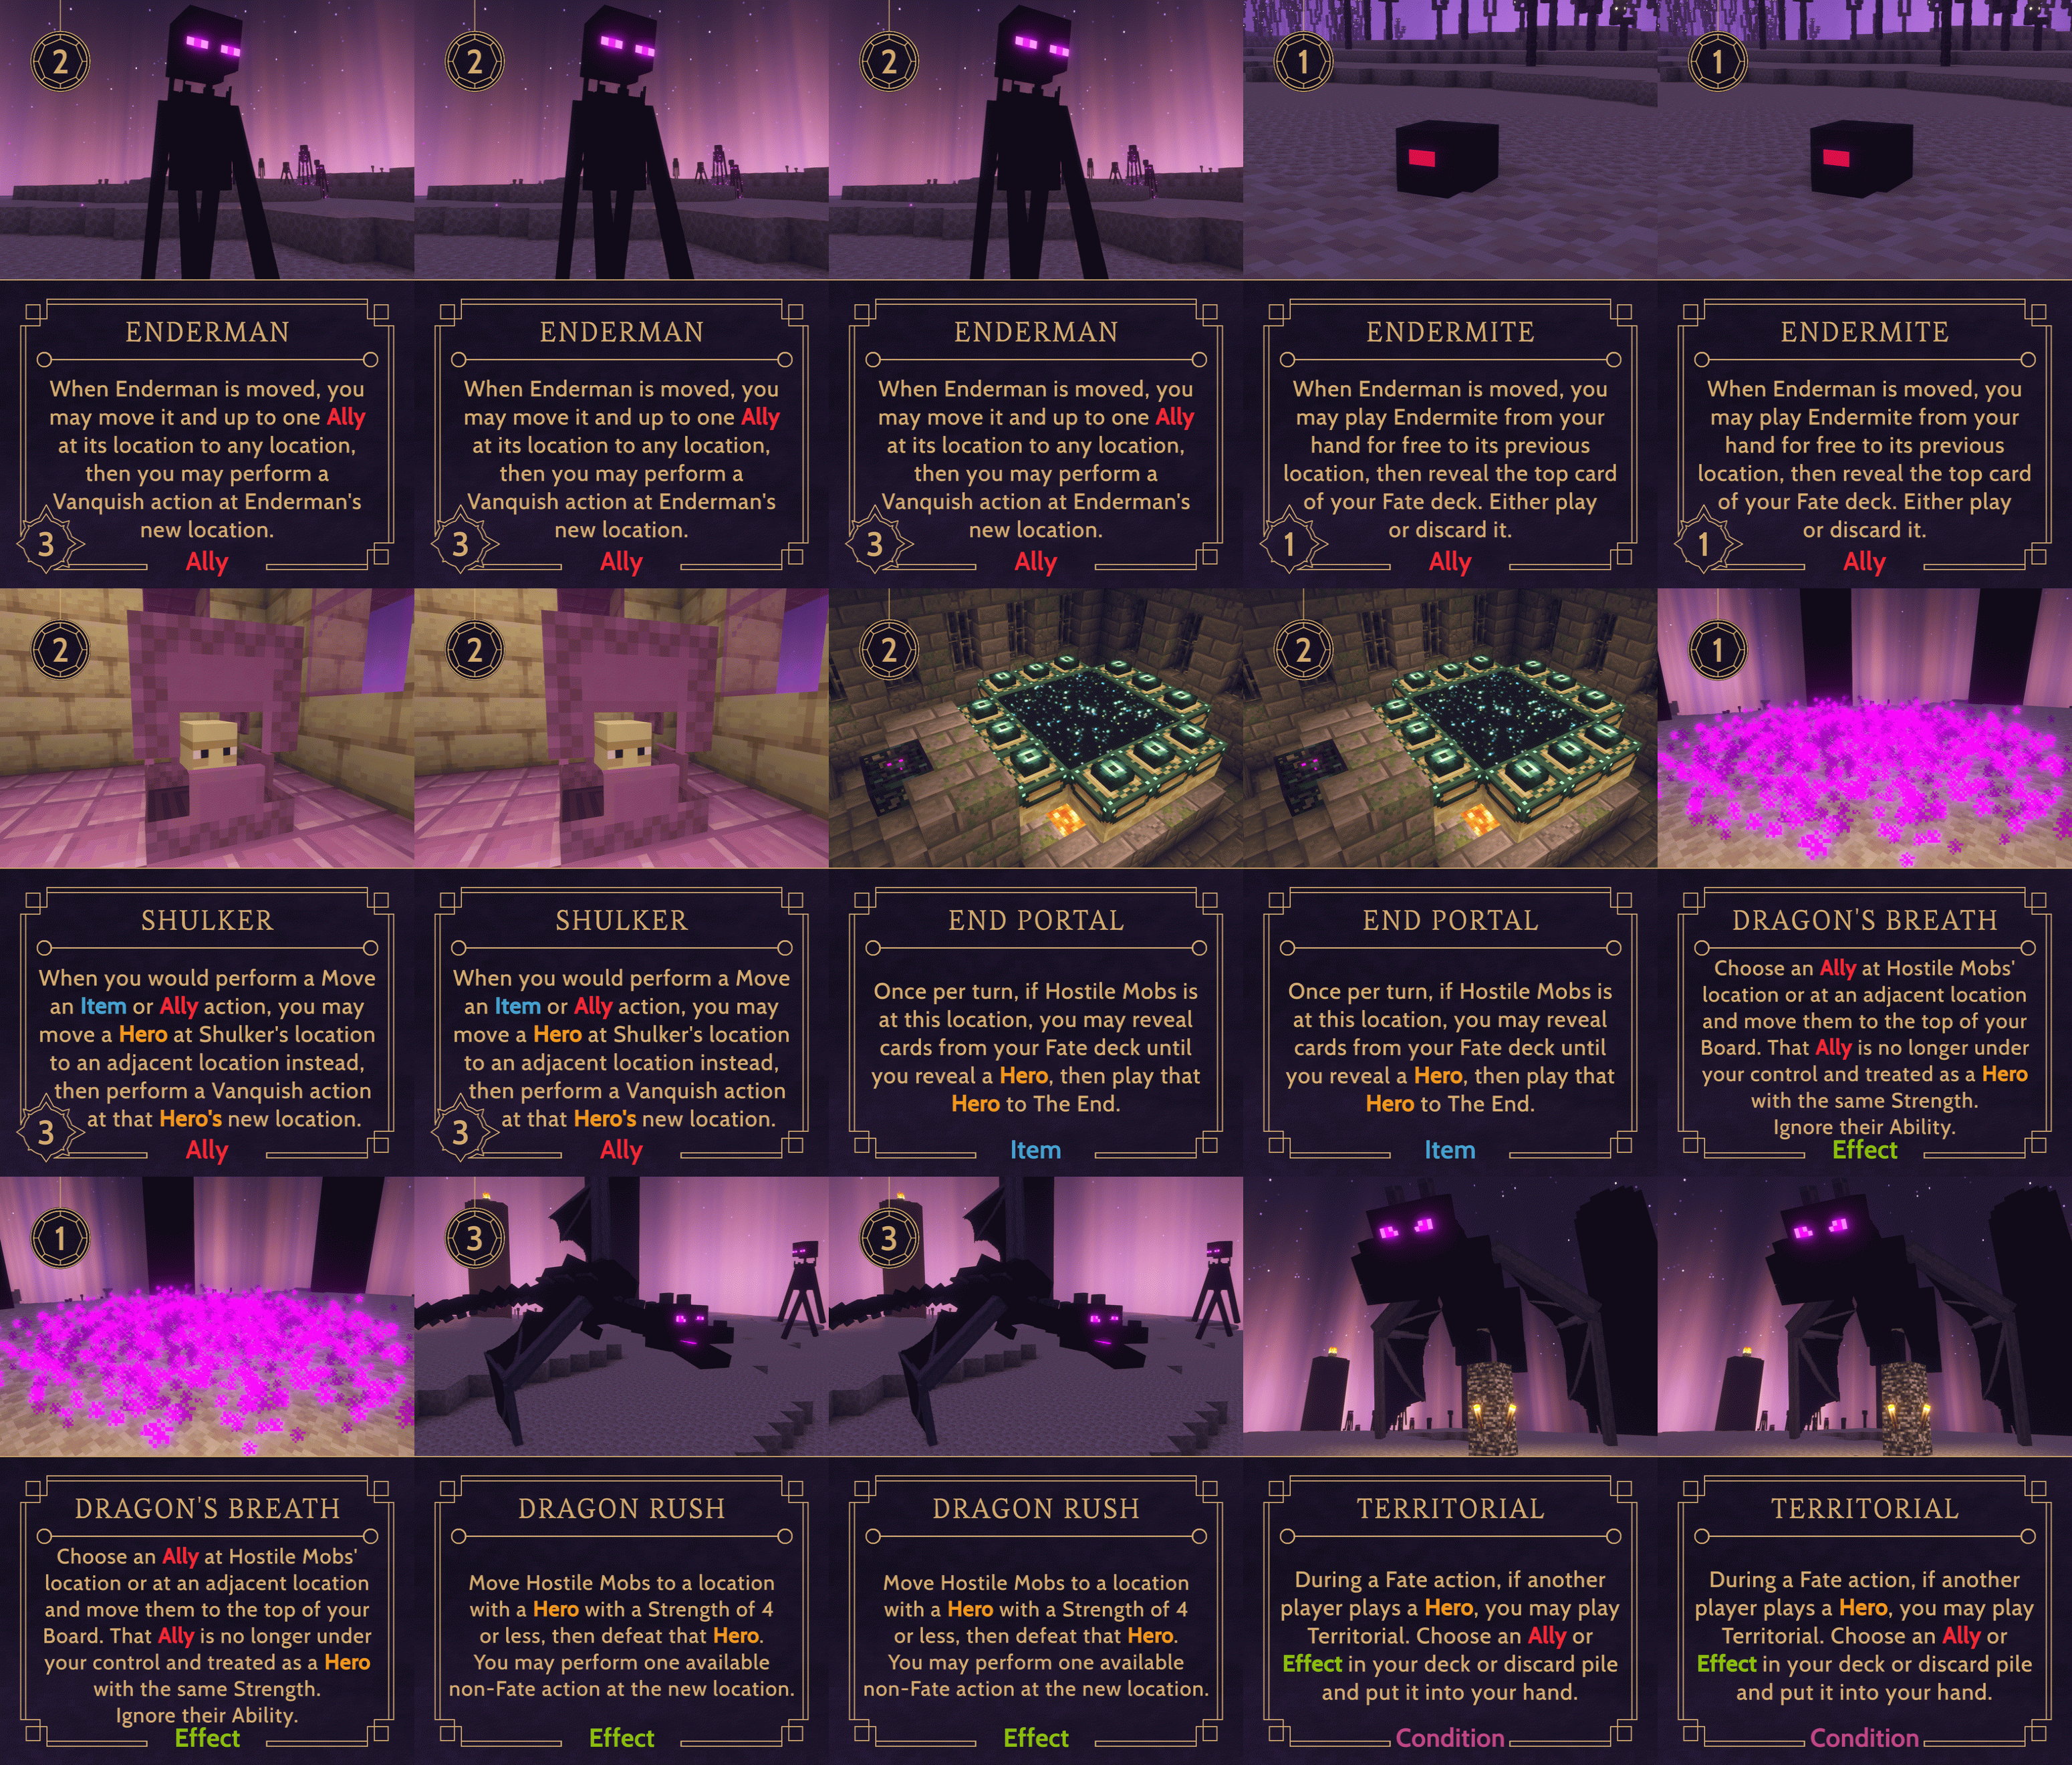 2
ENDERMAN
When Enderman is moved, you
may move it and up to one Ally
at its location to any location,
then you may perform a
Vanquish action at Enderman's
new location.
3
Ally
2
ENDERMAN
When Enderman is moved, you
may move it and up to one Ally
at its location to any location,
then you may perform a
Vanquish action at Enderman's
new location.
3
Ally
2
ENDERMAN
When Enderman is moved, you
may move it and up to one Ally
at its location to any location,
then you may perform a
Vanquish action at Enderman's
new location.
3
Ally
1
ENDERMITE
When Enderman is moved, you
may play Endermite from your
hand for free to its previous
location, then reveal the top card
of your Fate deck. Either play
or discard it.
1
Ally
1
ENDERMITE
When Enderman is moved, you
may play Endermite from your
hand for free to its previous
location, then reveal the top card
of your Fate deck. Either play
or discard it.
1
Ally
2
SHULKER
When you would perform a Move
an Item or Ally action, you may
move a Hero at Shulker's location
to an adjacent location instead,
then perform a Vanquish action
at that Hero's new location.
3
Ally
2
SHULKER
When you would perform a Move
an Item or Ally action, you may
move a Hero at Shulker's location
to an adjacent location instead,
then perform a Vanquish action
at that Hero's new location.
3
Ally
2
END PORTAL
Once per turn, if Hostile Mobs is
at this location, you may reveal
cards from your Fate deck until
you reveal a Hero, then play that
Hero to The End.
Item
2
END PORTAL
Once per turn, if Hostile Mobs is
at this location, you may reveal
cards from your Fate deck until
you reveal a Hero, then play that
Hero to The End.
Item
1
DRAGON'S BREATH
Choose an Ally at Hostile Mobs'
location or at an adjacent location
and move them to the top of your
Board. That Ally is no longer under
your control and treated as a Hero
with the same Strength.
Ignore their Ability.
Effect
1
DRAGON'S BREATH
Choose an Ally at Hostile Mobs'
location or at an adjacent location
and move them to the top of your
Board. That Ally is no longer under
your control and treated as a Hero
with the same Strength.
Ignore their Ability.
Effect
3
DRAGON RUSH
Move Hostile Mobs to a location
with a Hero with a Strength of 4
or less, then defeat that Hero.
You may perform one available
non-Fate action at the new location.
Effect
3
DRAGON RUSH
Move Hostile Mobs to a location
with a Hero with a Strength of 4
or less, then defeat that Hero.
You may perform one available
non-Fate action at the new location.
Effect
TERRITORIAL
During a Fate action, if another
player plays a Hero, you may play
Territorial. Choose an Ally or
Effect in your deck or discard pile
and put it into your hand.
Condition
TERRITORIAL
During a Fate action, if another
player plays a Hero, you may play
Territorial. Choose an Ally or
Effect in your deck or discard pile
and put it into your hand.
Condition